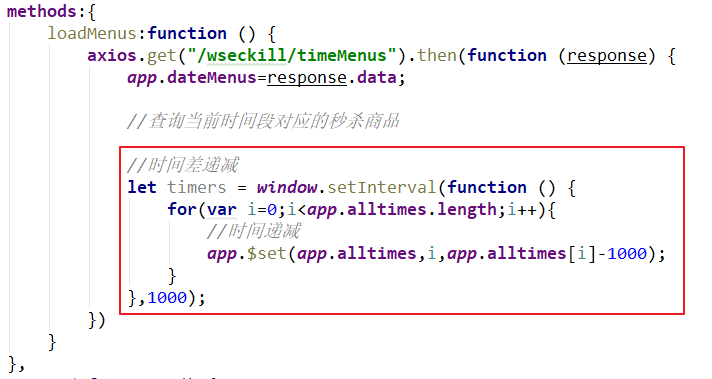 methods:{
    loadMenus:function () {
        axios.get("/wseckill/timeMenus").then(function (response) {
            app.dateMenus=response.data;

            //查询当前时间段对应的秒杀商品

            //时间差递减
            let timers = window.setInterval(function () {
                for(var i=0;i<app.alltimes.length;i++){
                    //时间递减
                    app.$set(app.alltimes,i,app.alltimes[i]-1000);
                }
            },1000);
        })
    }
},